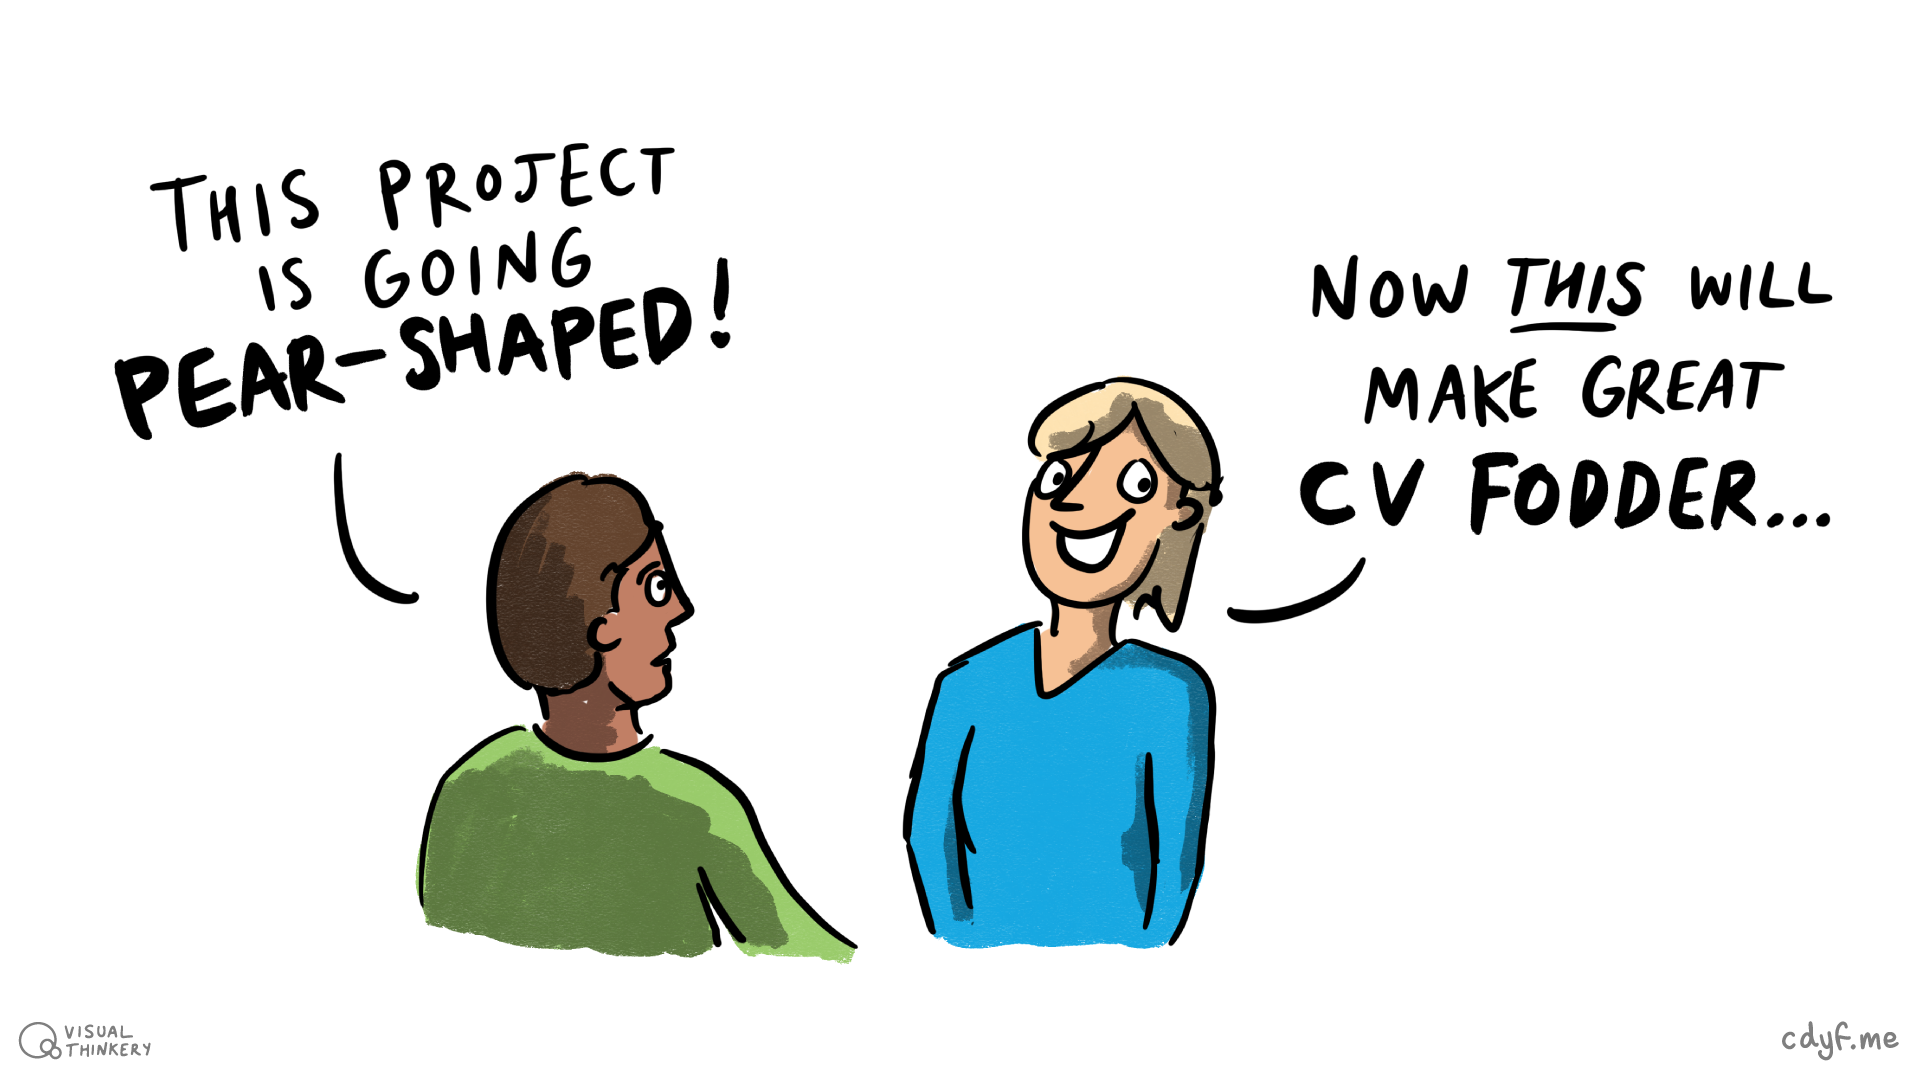 THIS PROJECT
IS GOING
PEAR-SHAPED!
NOW THIS WILL
MAKE GREAT
CV FODDER...
VISUAL
THINKERY
cdyf.me